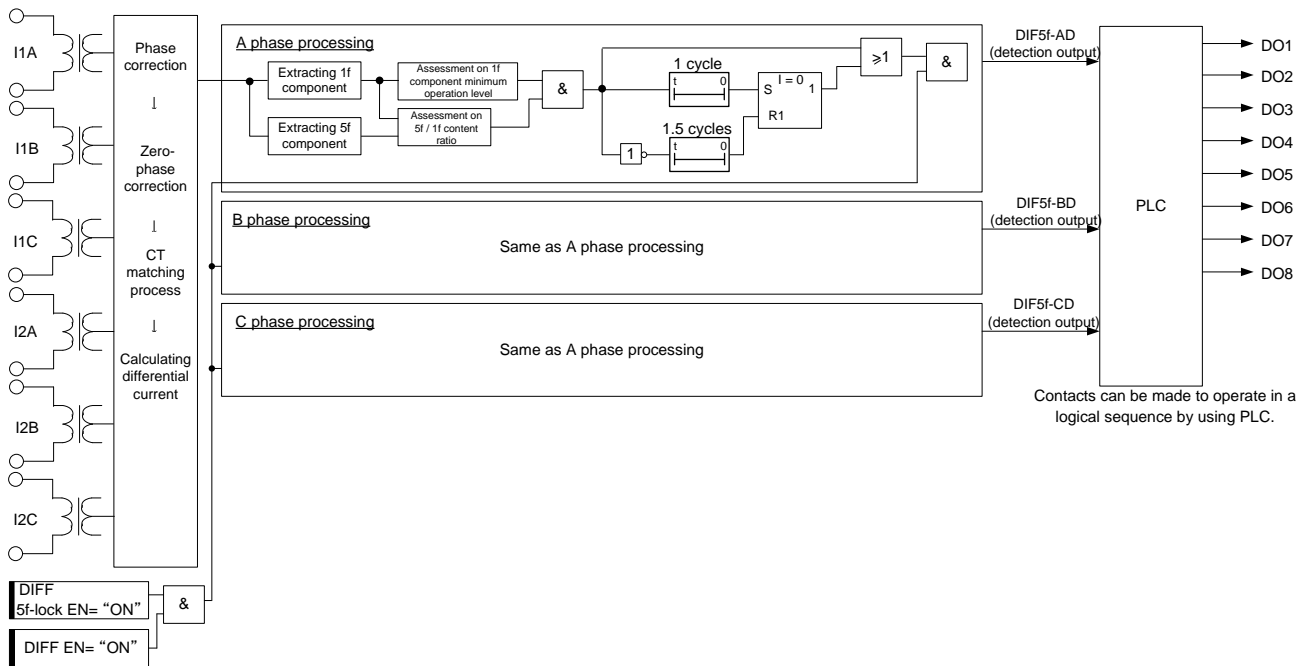 I1A
I1B
I1C
I2A
I2B
I2C
Phase
correction
↓
Zero-
phase
correction
↓
CT
matching
process
↓
Calculating
differential
current
A phase processing
Extracting 1f
component
Extracting 5f
component
Assessment on 1f
component minimum
operation level
Assessment on
5f / 1f content
ratio
&
1 cycle
t 0
1.5 cycles
t 0
1
S I = 0 1
R1
≥1
&
B phase processing
Same as A phase processing
C phase processing
Same as A phase processing
DIF5f-AD
(detection output)
DIF5f-BD
(detection output)
DIF5f-CD
(detection output)
PLC
DO1
DO2
DO3
DO4
DO5
DO6
DO7
DO8
Contacts can be made to operate in a
logical sequence by using PLC.
DIFF
5f-lock EN= “ON”
&
DIFF EN= “ON”